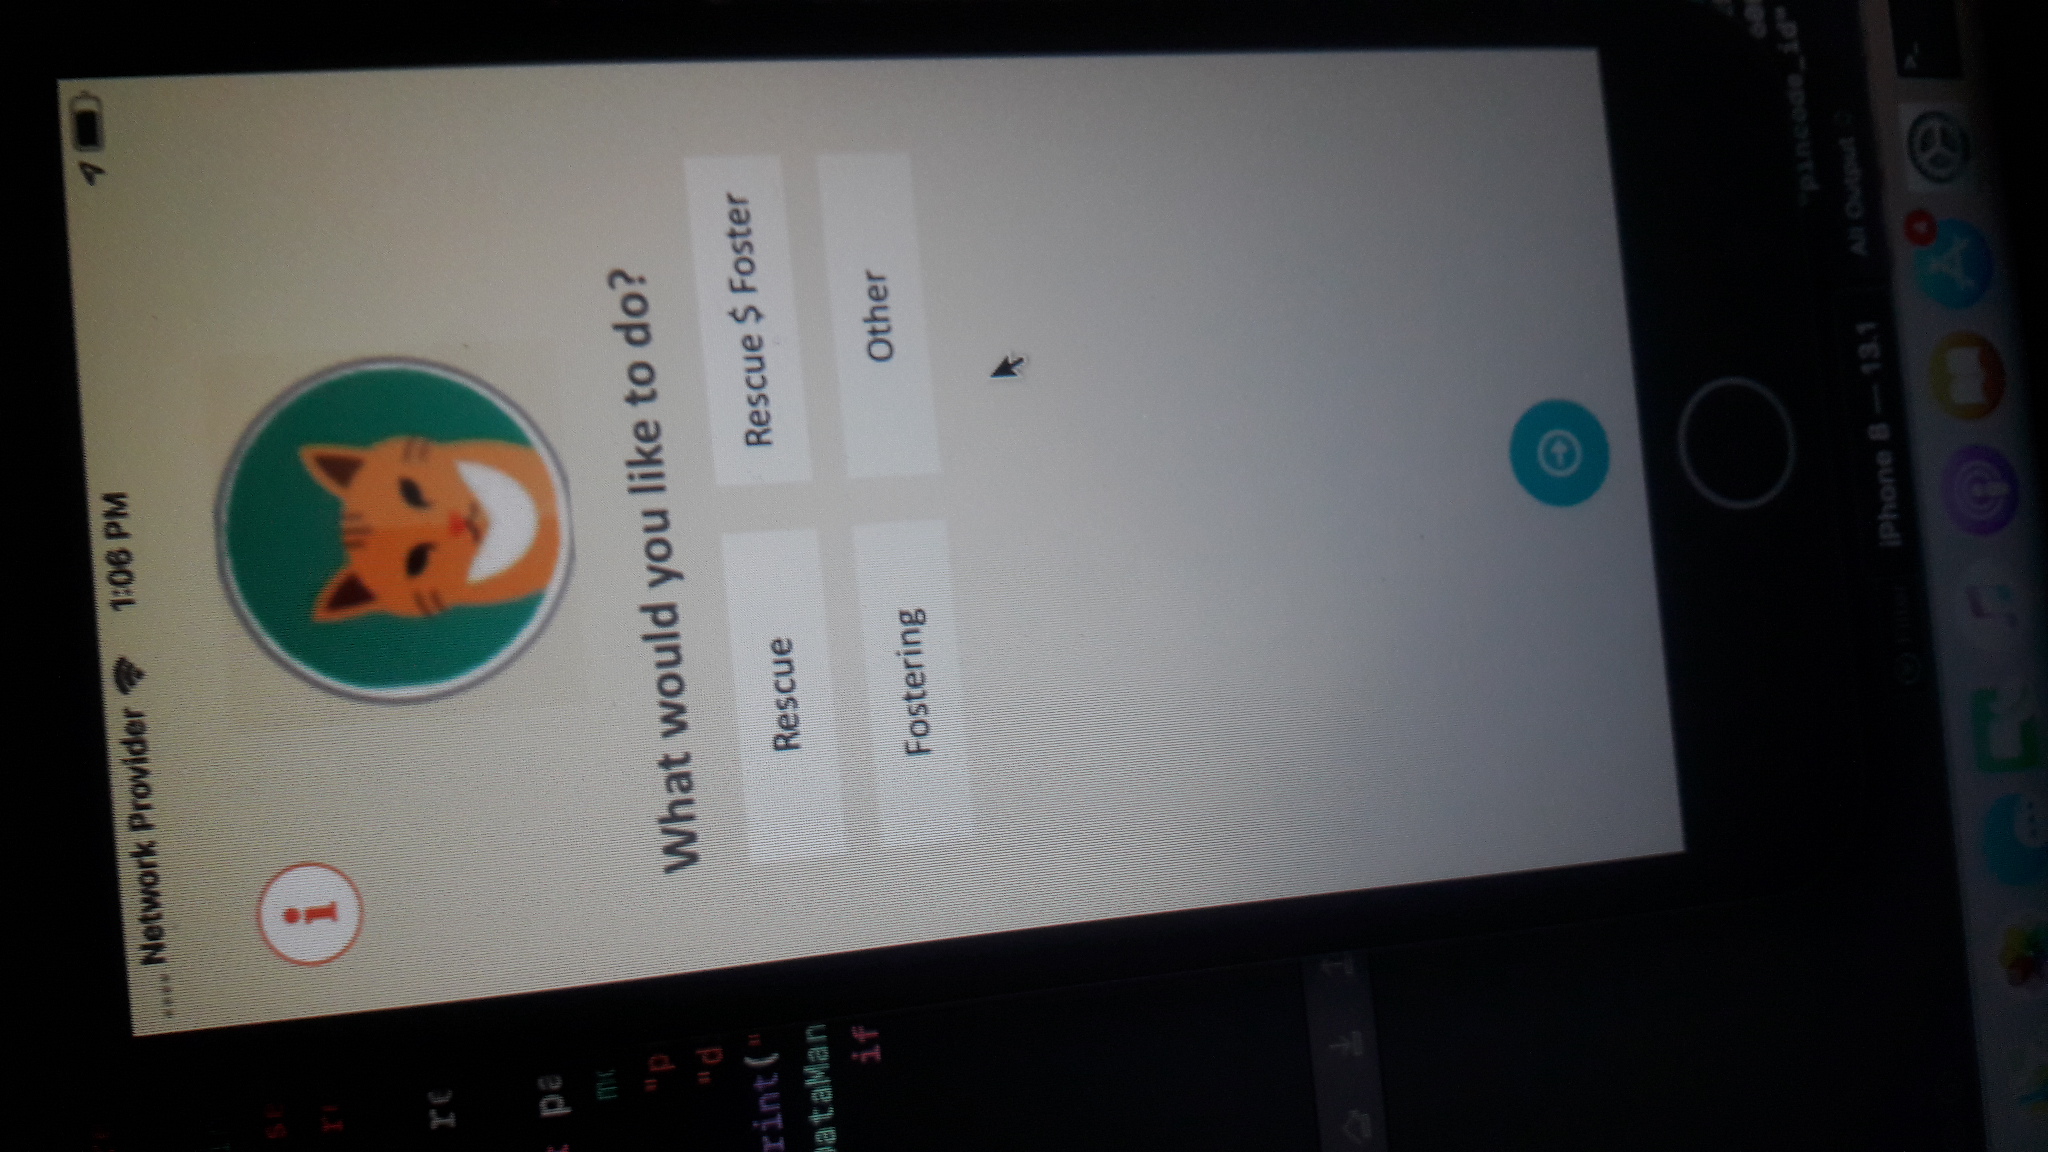 Network Provider 1:06 PM
i
What would you like to do?
Rescue
Rescue $ Foster
Fostering
Other
re
pa
"p
"d
rint("
DataMan
if
"pincode_id"
All Output
iPhone 8 — 13.1
Filter
4
>_